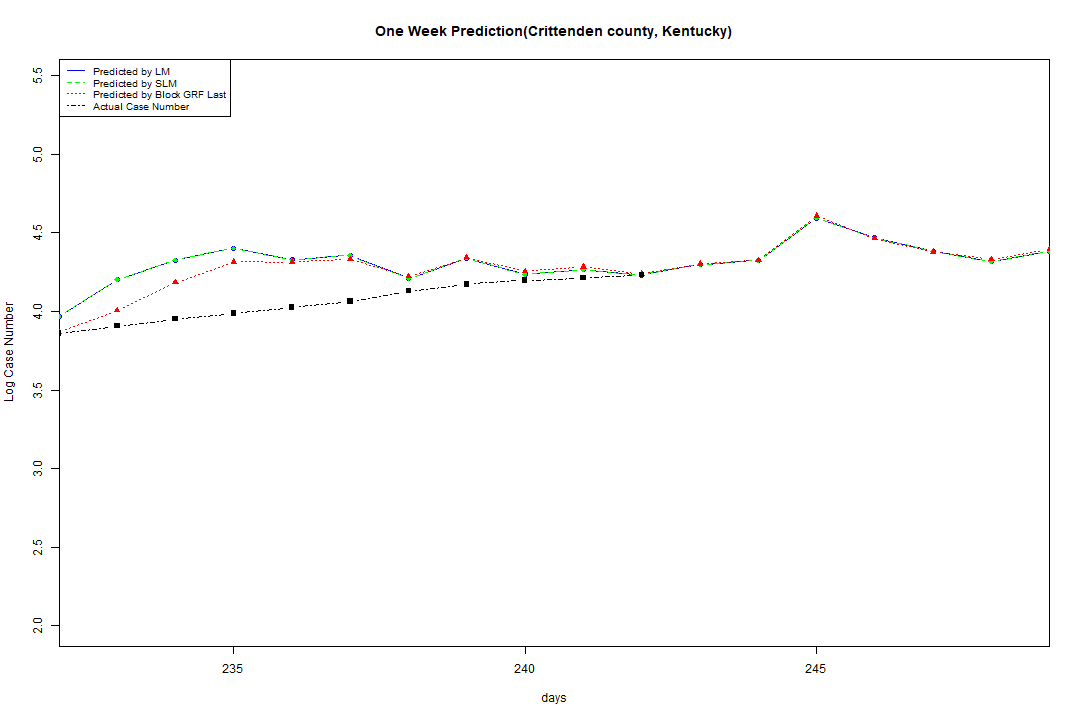 One Week Prediction(Crittenden county, Kentucky)
Predicted by LM
Predicted by SLM
Predicted by Block GRF Last
Actual Case Number
5.5
5.0
4.5
4.0
3.5
3.0
2.5
2.0
Log Case Number
235
240
245
days